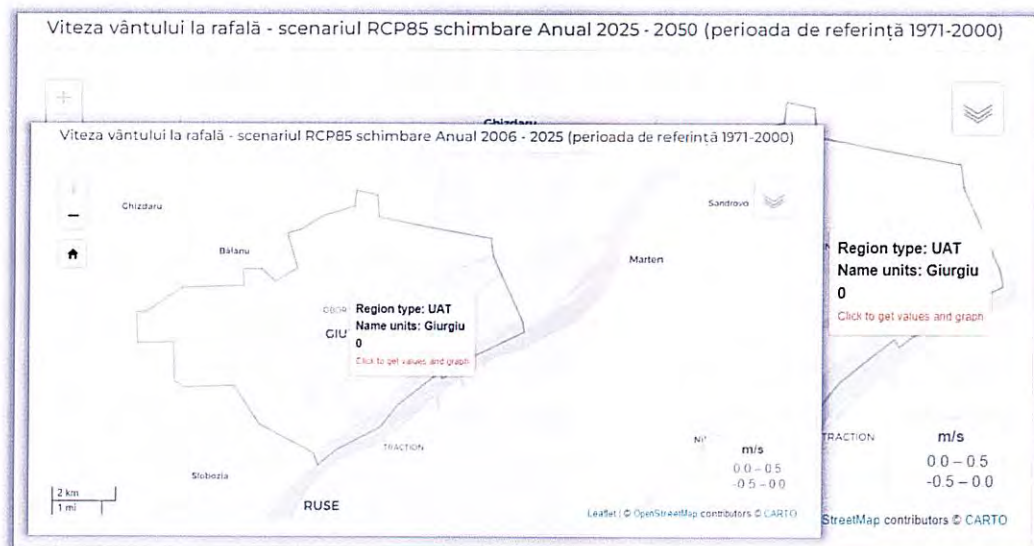 Viteza vântului la rafală - scenariul RCP85 schimbare Anual 2025 - 2050 (perioada de referință 1971-2000)
+
Ghizdaru
Viteza vântului la rafală - scenariul RCP85 schimbare Anual 2006 - 2025 (perioada de referință 1971-2000)
+
−
Ghizdaru
Sandrovo
Bălanu
Marten
Region type: UAT
Name units: Giurgiu
0
Click to get values and graph
GIU
Region type: UAT
Name units: Giurgiu
0
Click to get values and graph
TRACTION
m/s
0.0 – 0.5
-0.5 – 0.0
Slobozia
2 km
1 mi
RUSE
Leaflet | © OpenStreetMap contributors © CARTO
TRACTION
m/s
0.0 – 0.5
-0.5 – 0.0
StreetMap contributors © CARTO